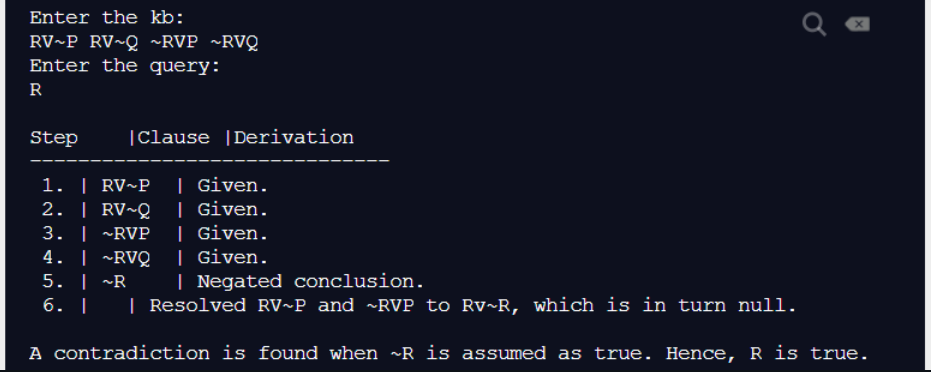 Enter the kb:
RV~P RV~Q ~RVP ~RVQ
Enter the query:
R
Step |Clause |Derivation
------------------------------
1. | RV~P | Given.
2. | RV~Q | Given.
3. | ~RVP | Given.
4. | ~RVQ | Given.
5. | ~R | Negated conclusion.
6. | | Resolved RV~P and ~RVP to Rv~R, which is in turn null.
A contradiction is found when ~R is assumed as true. Hence, R is true.